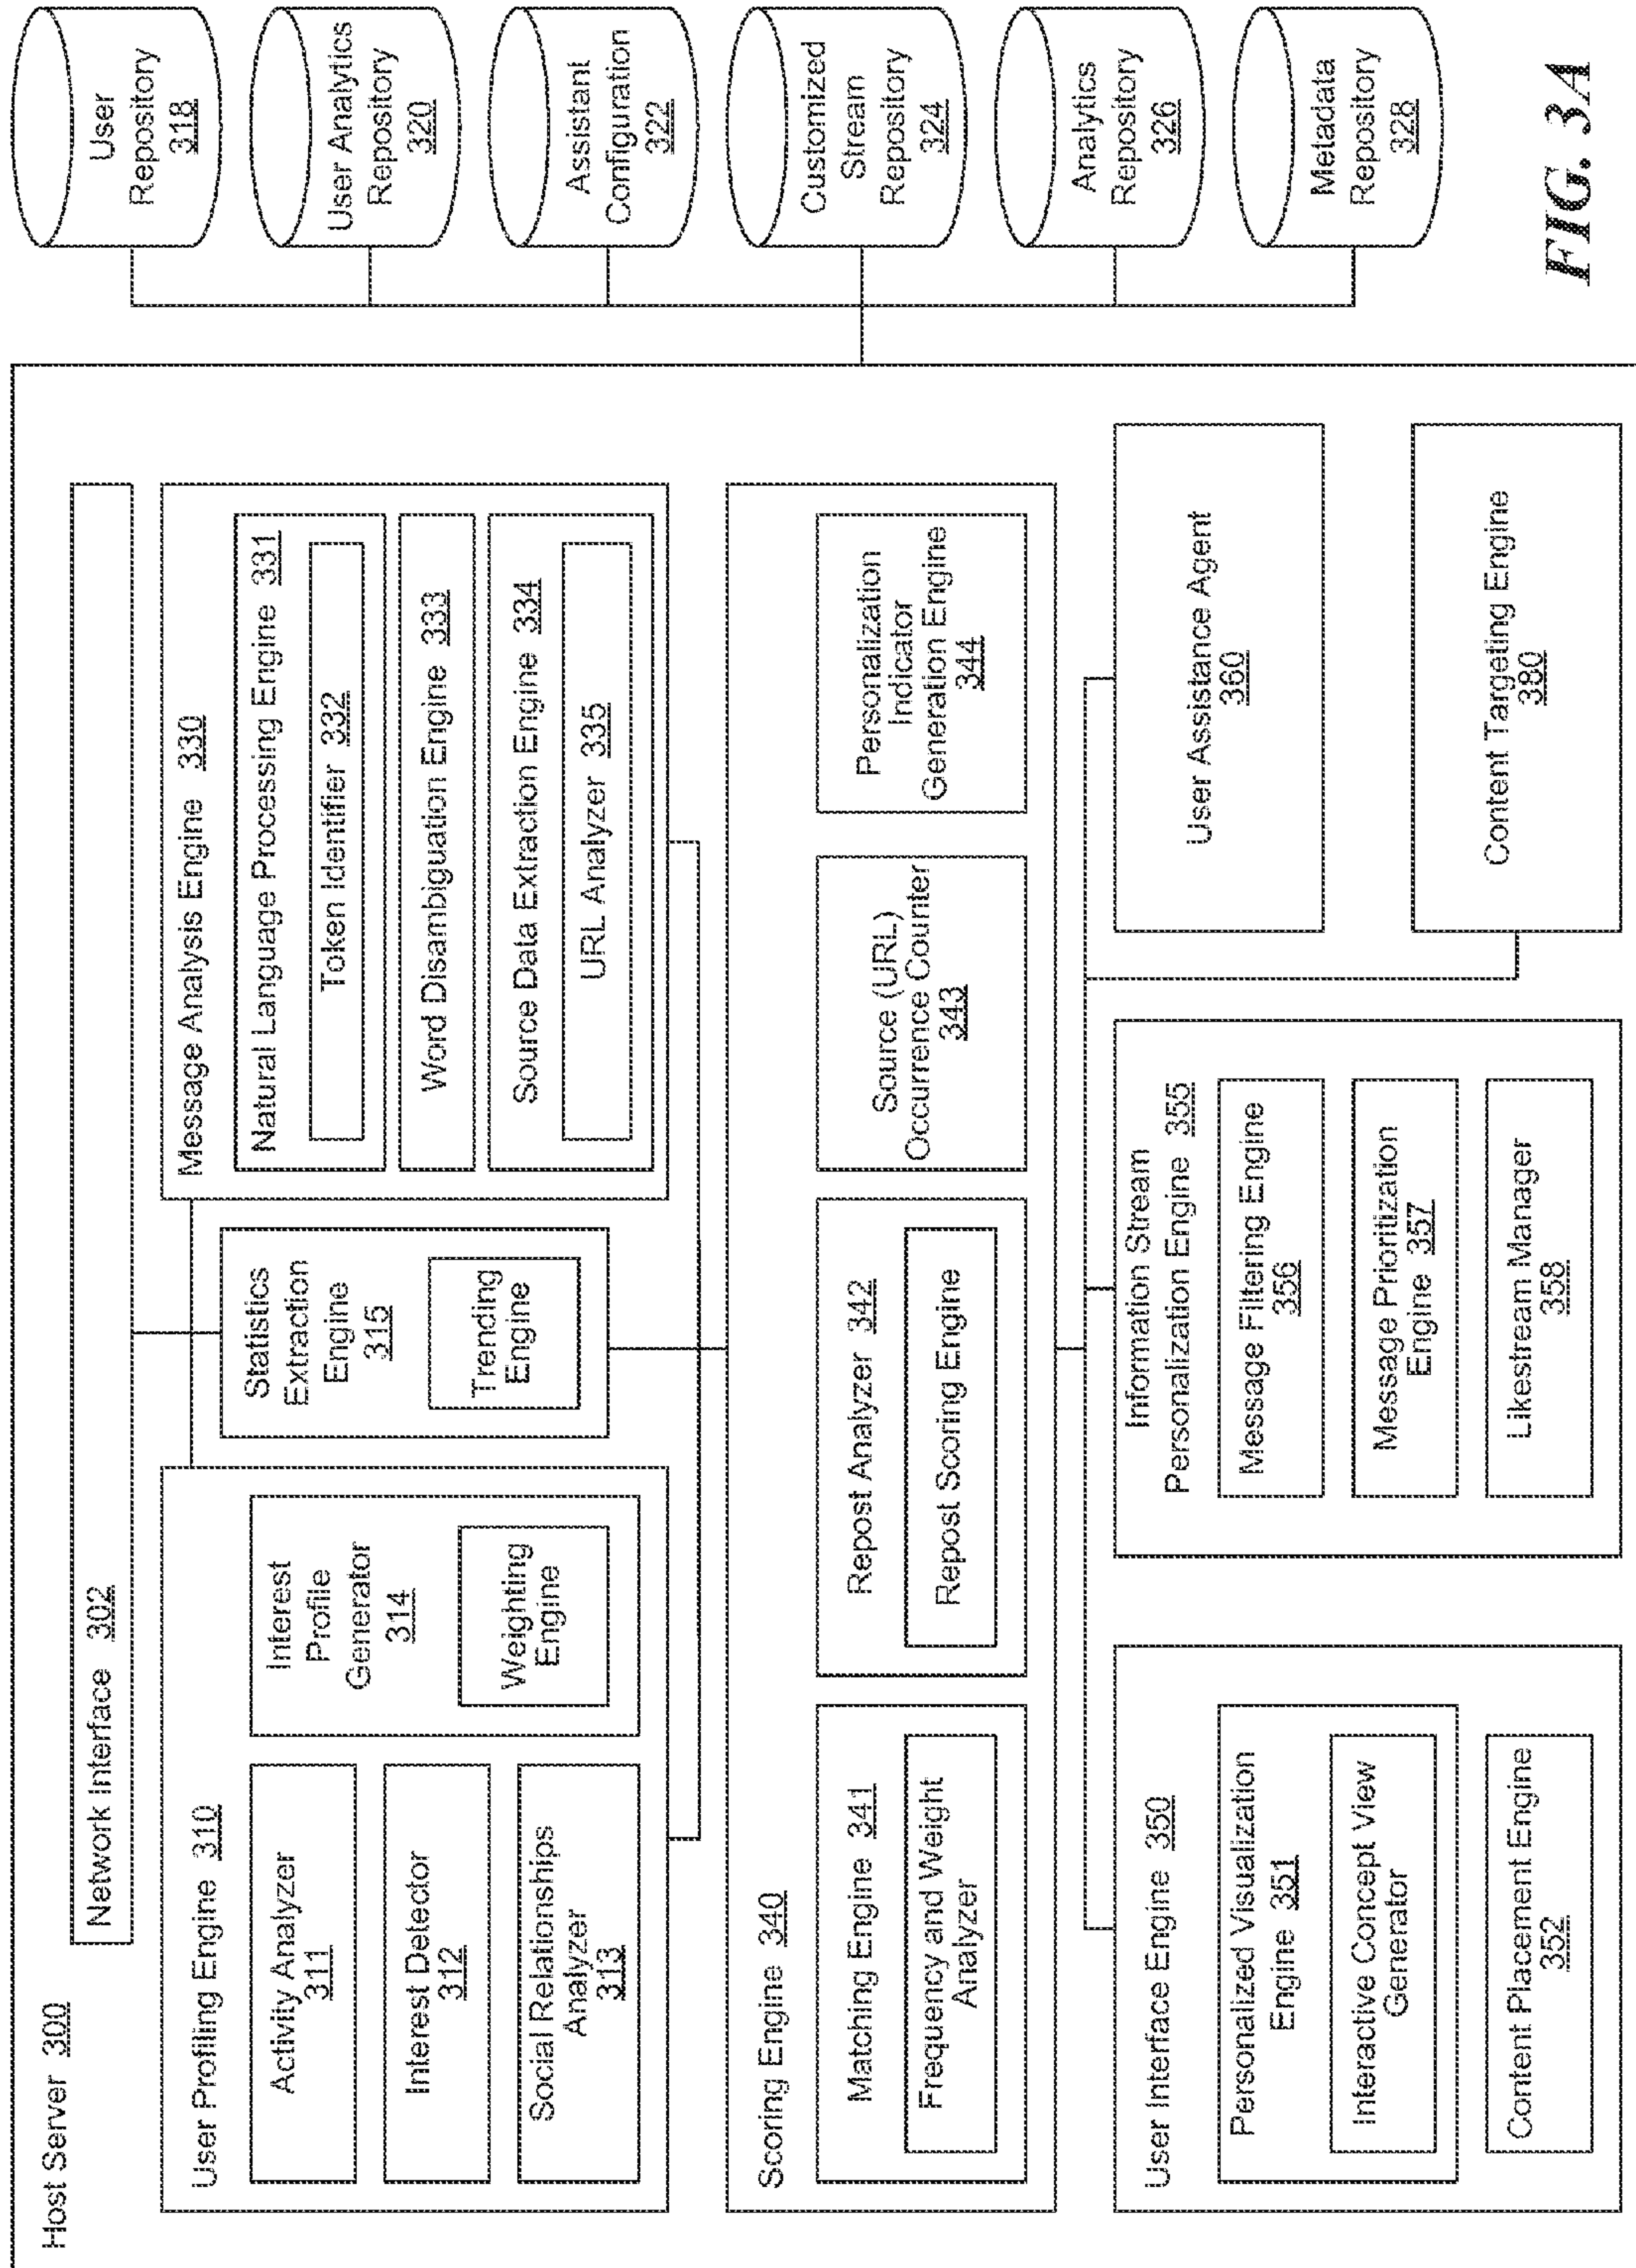 Host Server 300
Network Interface 302
User Profiling Engine 310
Activity Analyzer
311
Interest Detector
312
Social Relationships
Analyzer
313
Interest
Profile
Generator
314
Weighting
Engine
Statistics
Extraction
Engine
315
Trending
Engine
Message Analysis Engine 330
Natural Language Processing Engine 331
Token Identifier 332
Word Disambiguation Engine 333
Source Data Extraction Engine 334
URL Analyzer 335
Scoring Engine 340
Matching Engine 341
Frequency and Weight
Analyzer
Repost Analyzer 342
Repost Scoring Engine
Source (URL)
Occurrence Counter
343
Personalization
Indicator
Generation Engine
344
User Interface Engine 350
Personalized Visualization
Engine 351
Interactive Concept View
Generator
Content Placement Engine
352
Information Stream
Personalization Engine 355
Message Filtering Engine
356
Message Prioritization
Engine 357
Likestream Manager
358
User Assistance Agent
360
Content Targeting Engine
380
User
Repository
318
User Analytics
Repository
320
Assistant
Configuration
322
Customized
Stream
Repository
324
Analytics
Repository
326
Metadata
Repository
328
FIG. 3A